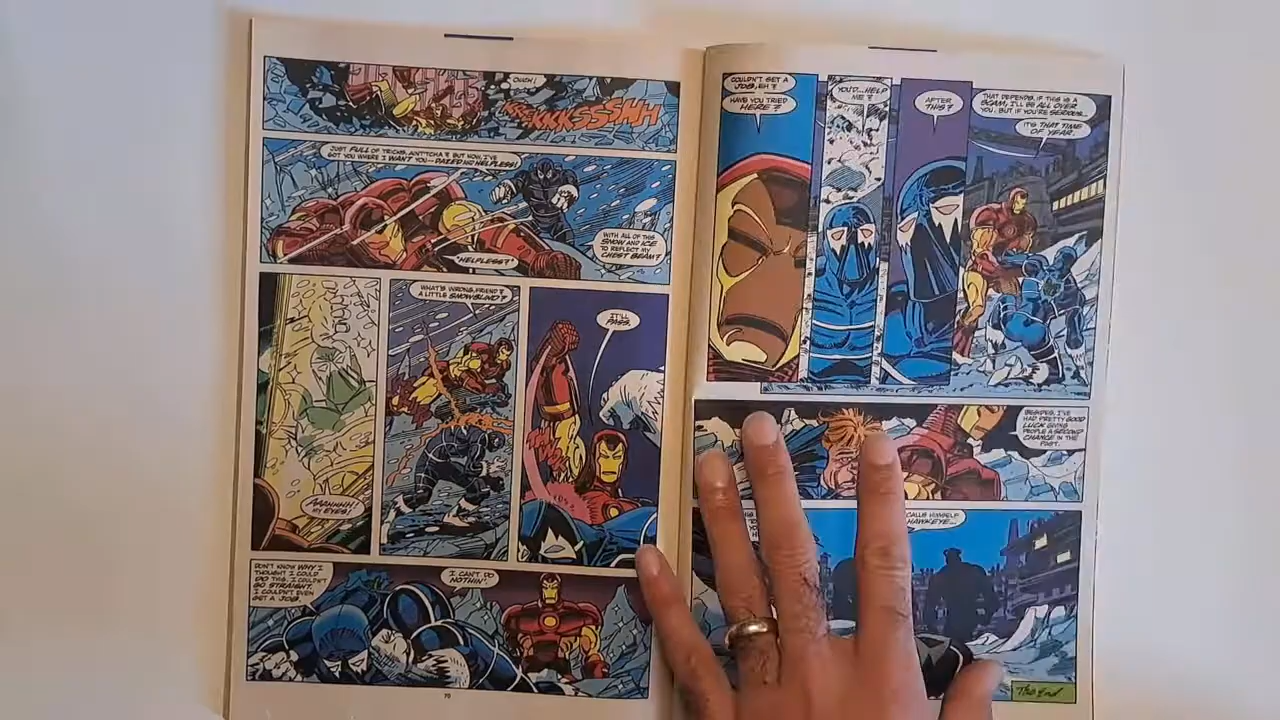 OUCH!
KRR-KKKSSSHH
JUST FULL OF TRICKS, AIN'TCHA? BUT NOW, I'VE
GOT YOU WHERE I WANT YOU--DAZED AND HELPLESS!
"HELPLESS?"
WITH ALL OF THIS
SNOW AND ICE
TO REFLECT MY
CHEST BEAM?
AAAHHHH!
MY EYES!
WHAT'S WRONG, FRIEND?
A LITTLE SNOWBLIND?
IT'LL
PASS.
DON'T KNOW WHY I
THOUGHT I COULD
DO THIS. I COULDN'T
GO STRAIGHT.
I COULDN'T EVEN
GET A JOB.
I CAN'T DO
NOTHIN'.
COULDN'T GET A
JOB, EH?
HAVE YOU TRIED
HERE?
YOU'D...HELP
ME?
AFTER
THIS?
THAT DEPENDS. IF THIS IS A
SCAM, I'LL BE ALL OVER
YOU. BUT IF YOU'RE SERIOUS...
IT'S THAT TIME
OF YEAR.
BESIDES, I'VE
HAD PRETTY GOOD
LUCK GIVING
PEOPLE A SECOND
CHANCE IN THE
PAST.
CALLS HIMSELF
HAWKEYE...
The End